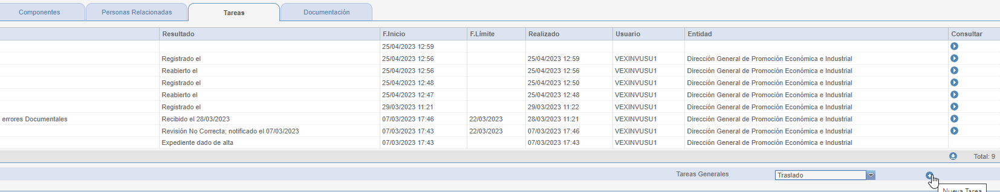 Componentes Personas Relacionadas Tareas Documentación
Resultado F.Inicio F.Límite Realizado Usuario Entidad Consultar
25/04/2023 12:59
Registrado el 25/04/2023 12:56 25/04/2023 12:59 VEXINVUSU1 Dirección General de Promoción Económica e Industrial
Reabierto el 25/04/2023 12:56 25/04/2023 12:56 VEXINVUSU1 Dirección General de Promoción Económica e Industrial
Registrado el 25/04/2023 12:48 25/04/2023 12:50 VEXINVUSU1 Dirección General de Promoción Económica e Industrial
Reabierto el 25/04/2023 12:47 25/04/2023 12:48 VEXINVUSU1 Dirección General de Promoción Económica e Industrial
Registrado el 29/03/2023 11:21 29/03/2023 11:22 VEXINVUSU1 Dirección General de Promoción Económica e Industrial
errores Documentales Recibido el 28/03/2023 07/03/2023 17:46 22/03/2023 28/03/2023 11:21 VEXINVUSU1 Dirección General de Promoción Económica e Industrial
Revisión No Correcta; notificado el 07/03/2023 07/03/2023 17:43 22/03/2023 07/03/2023 17:46 VEXINVUSU1 Dirección General de Promoción Económica e Industrial
Expediente dado de alta 07/03/2023 17:43 07/03/2023 17:43 VEXINVUSU1 Dirección General de Promoción Económica e Industrial
Total: 9
Tareas Generales Traslado
Nueva Tarea